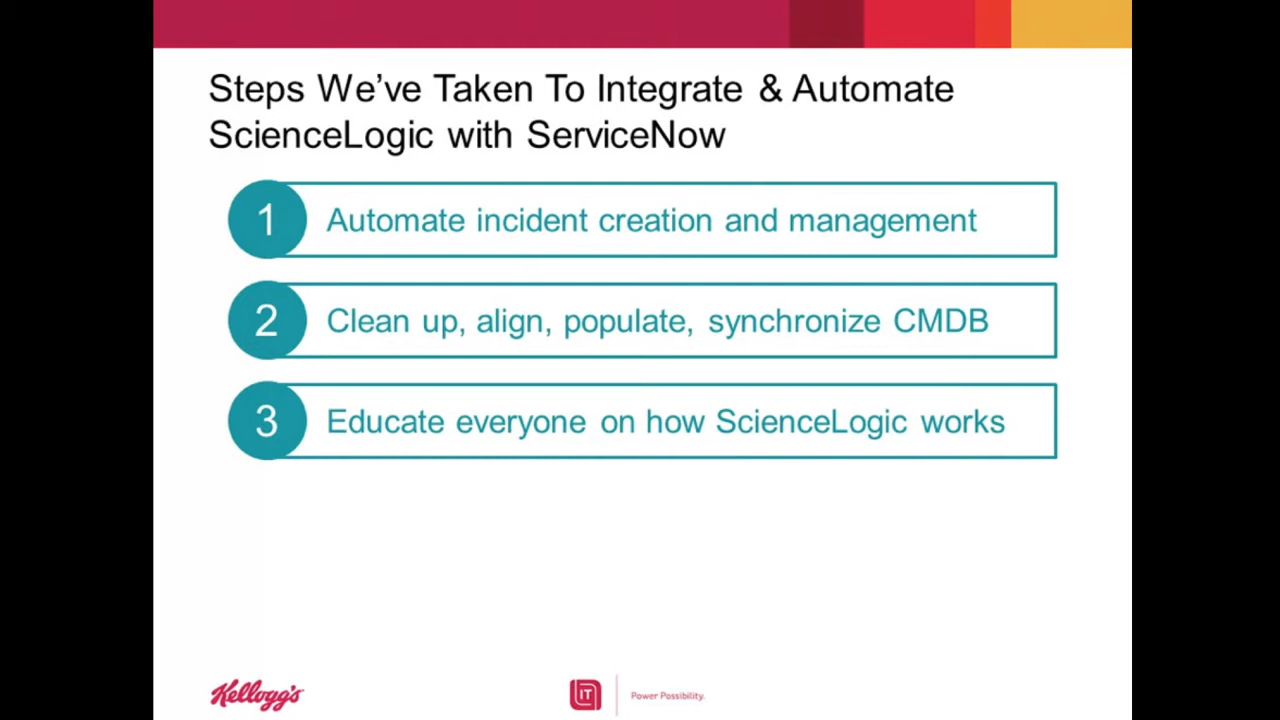 Steps We’ve Taken To Integrate & Automate
ScienceLogic with ServiceNow
1 Automate incident creation and management
2 Clean up, align, populate, synchronize CMDB
3 Educate everyone on how ScienceLogic works
Kellogg's
IT
Power Possibility.